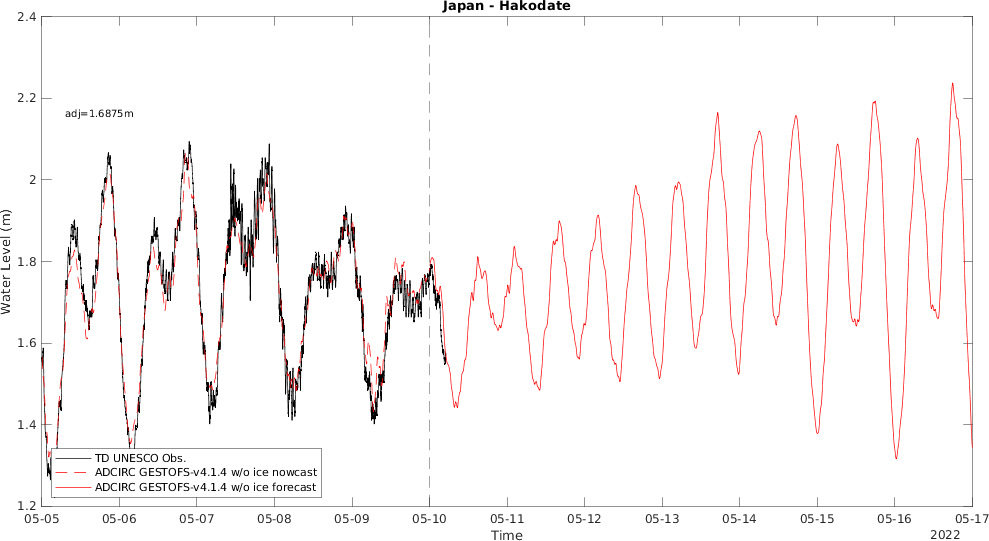 Japan - Hakodate
2.4
2.2
2
1.8
1.6
1.4
1.2
Water Level (m)
adj=1.6875m
TD UNESCO Obs.
ADCIRC GESTOFS-v4.1.4 w/o ice nowcast
ADCIRC GESTOFS-v4.1.4 w/o ice forecast
05-05 05-06 05-07 05-08 05-09 05-10 05-11 05-12 05-13 05-14 05-15 05-16 05-17
Time
2022